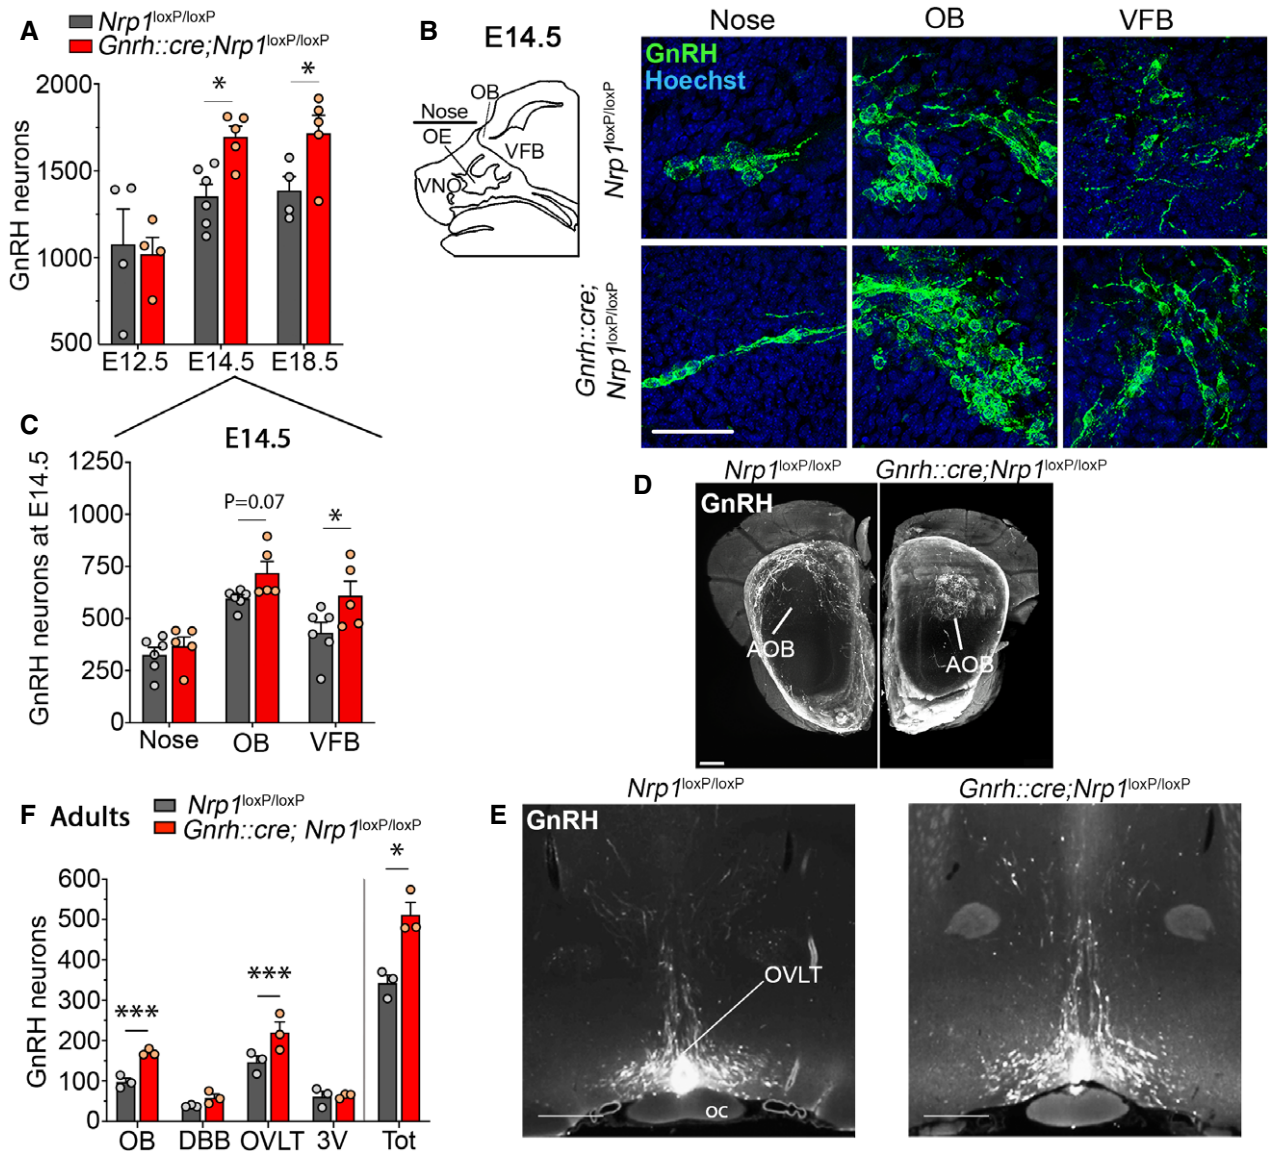 A
Nrp1loxP/loxP
Gnrh::cre;Nrp1loxP/loxP
GnRH neurons
2000
1500
1000
500
*
*
E12.5
E14.5
E18.5
B
E14.5
OB
Nose
OE
VFB
VNO
Nose
OB
VFB
GnRH
Hoechst
Nrp1loxP/loxP
Gnrh::cre;
Nrp1loxP/loxP
C
E14.5
GnRH neurons at E14.5
1250
1000
750
500
250
0
P=0.07
*
Nose
OB
VFB
D
Nrp1loxP/loxP
Gnrh::cre;Nrp1loxP/loxP
GnRH
AOB
AOB
F
Adults
Nrp1loxP/loxP
Gnrh::cre; Nrp1loxP/loxP
GnRH neurons
600
500
400
300
200
100
0
***
***
*
OB
DBB
OVLT
3V
Tot
E
Nrp1loxP/loxP
Gnrh::cre;Nrp1loxP/loxP
GnRH
OVLT
OC